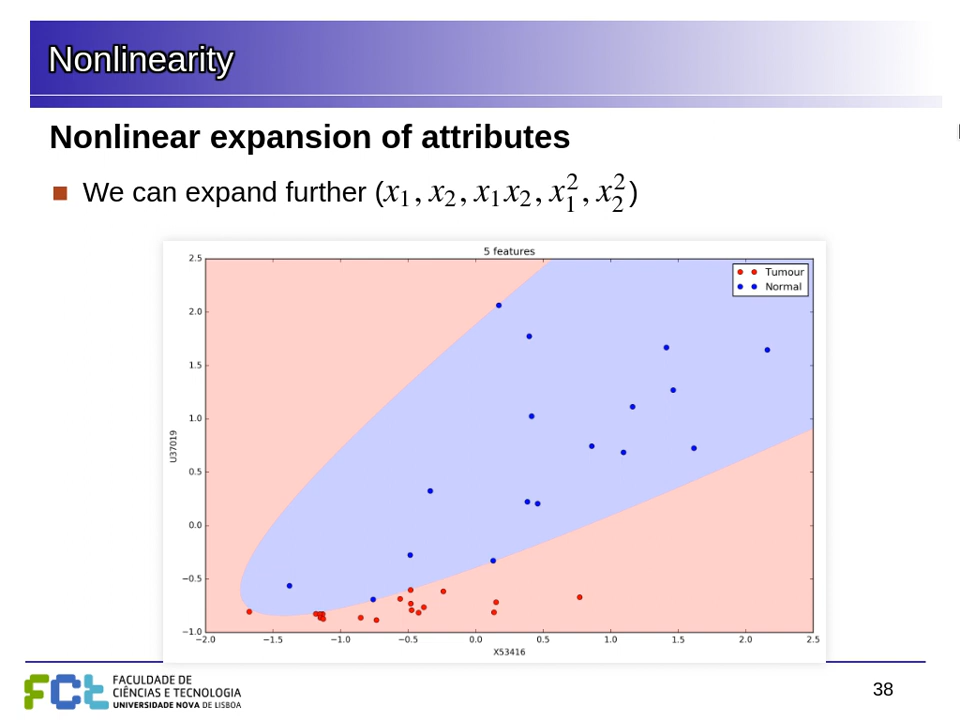 Nonlinearity
Nonlinear expansion of attributes
We can expand further (x₁, x₂, x₁x₂, x₁², x₂²)
5 features
2.5
2.0
1.5
1.0
0.5
0.0
−0.5
−1.0
U37019
Tumour
Normal
−2.0 −1.5 −1.0 −0.5 0.0 0.5 1.0 1.5 2.0 2.5
X53416
FCT FACULDADE DE
CIÊNCIAS E TECNOLOGIA
UNIVERSIDADE NOVA DE LISBOA
38